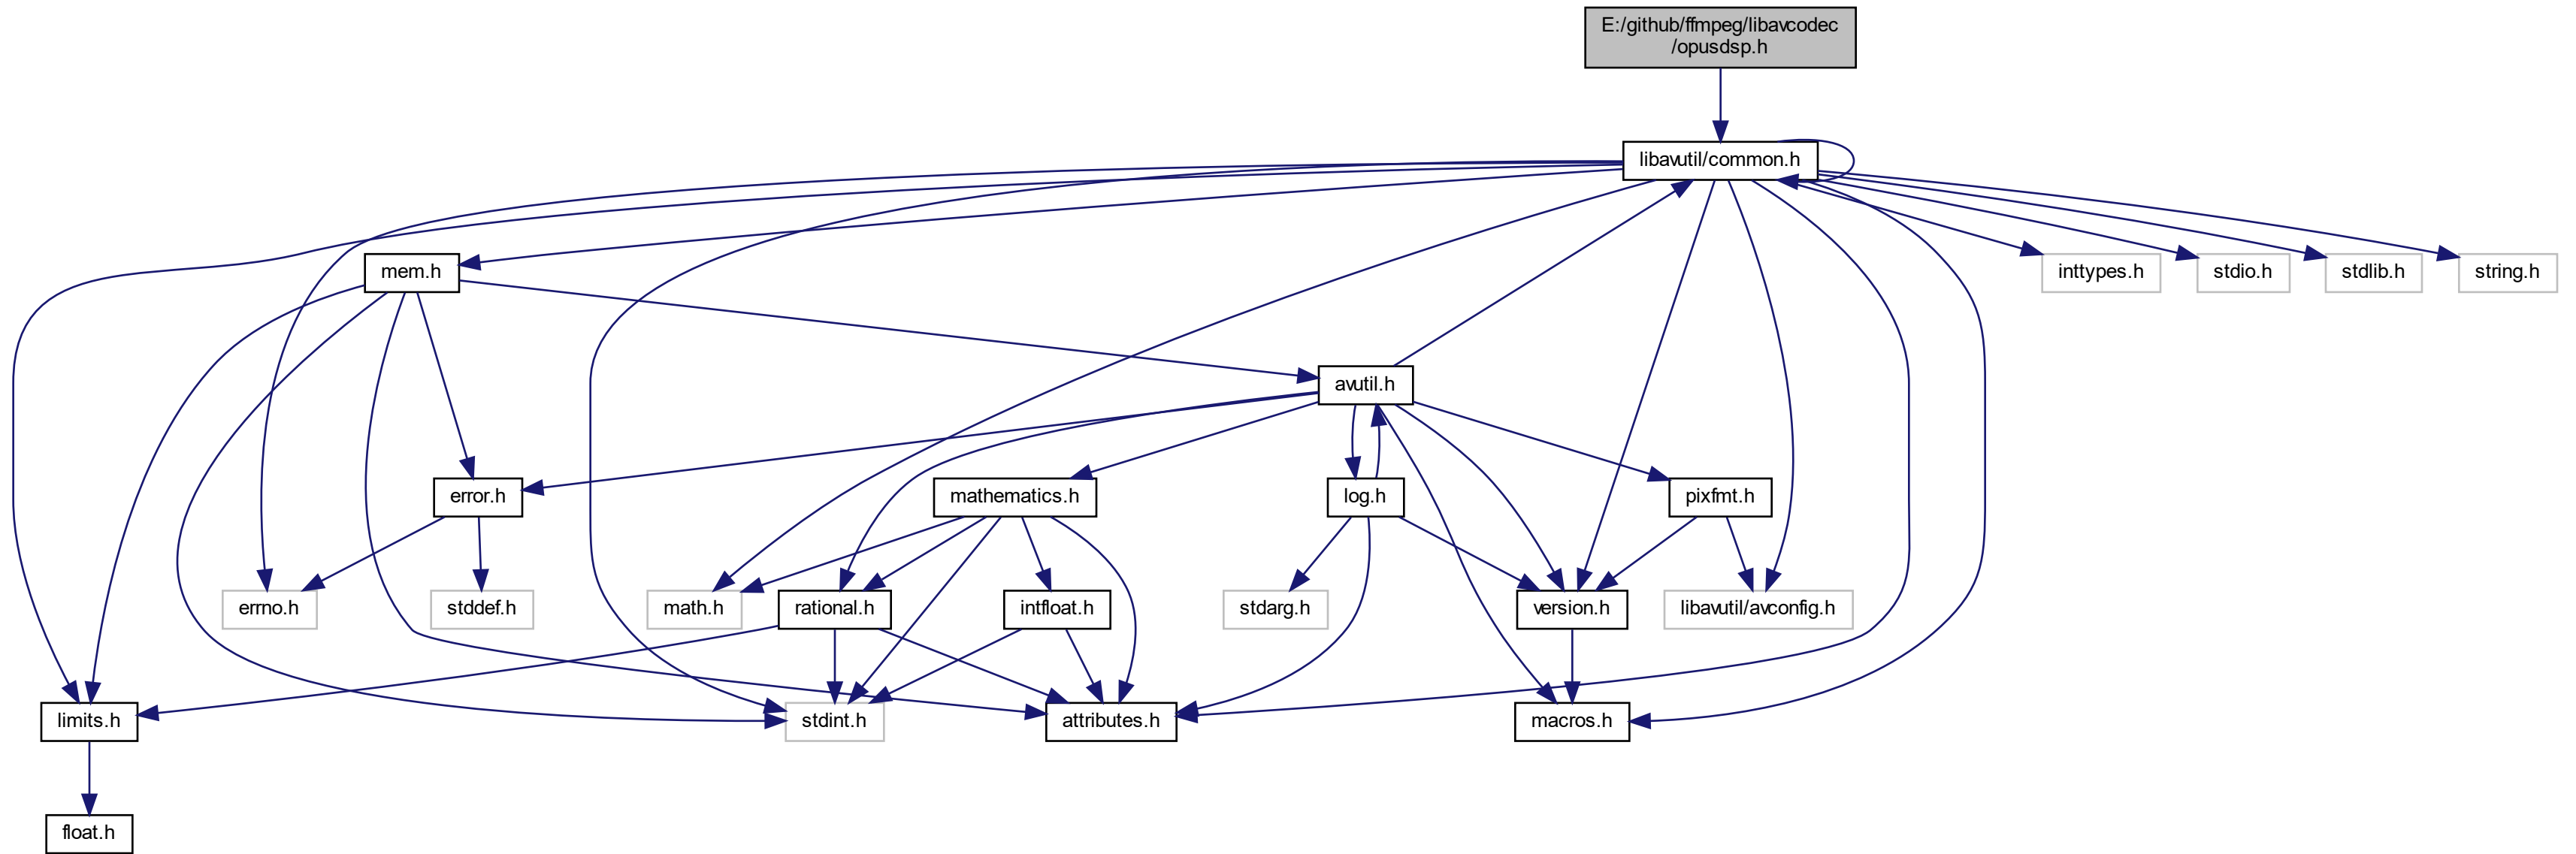 E:/github/ffmpeg/libavcodec
/opusdsp.h
libavutil/common.h
mem.h
inttypes.h
stdio.h
stdlib.h
string.h
avutil.h
error.h
mathematics.h
log.h
pixfmt.h
errno.h
stddef.h
math.h
rational.h
intfloat.h
stdarg.h
version.h
libavutil/avconfig.h
limits.h
stdint.h
attributes.h
macros.h
float.h